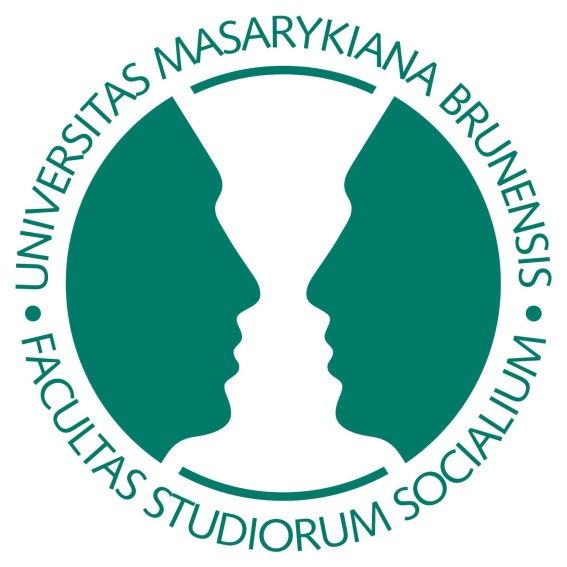 UNIVERSITAS MASARYKIANA BRUNENSIS
FACULTAS STUDIORUM SOCIALIUM